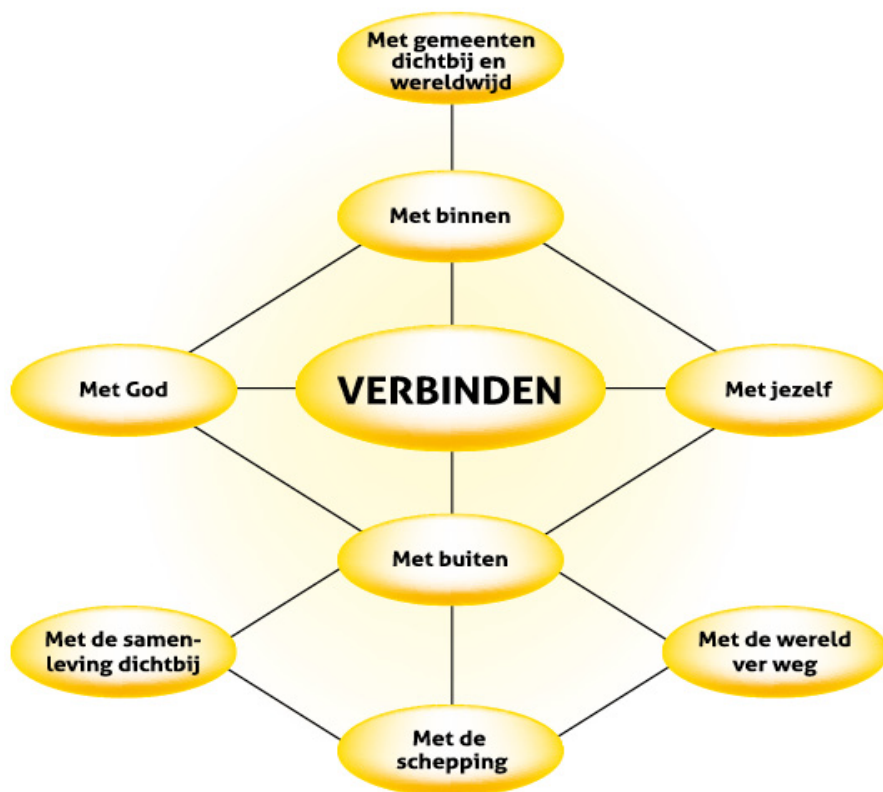 Met gemeenten
dichtbij en
wereldwijd
Met binnen
Met God
VERBINDEN
Met jezelf
Met buiten
Met de samen-
leving dichtbij
Met de wereld
ver weg
Met de
schepping